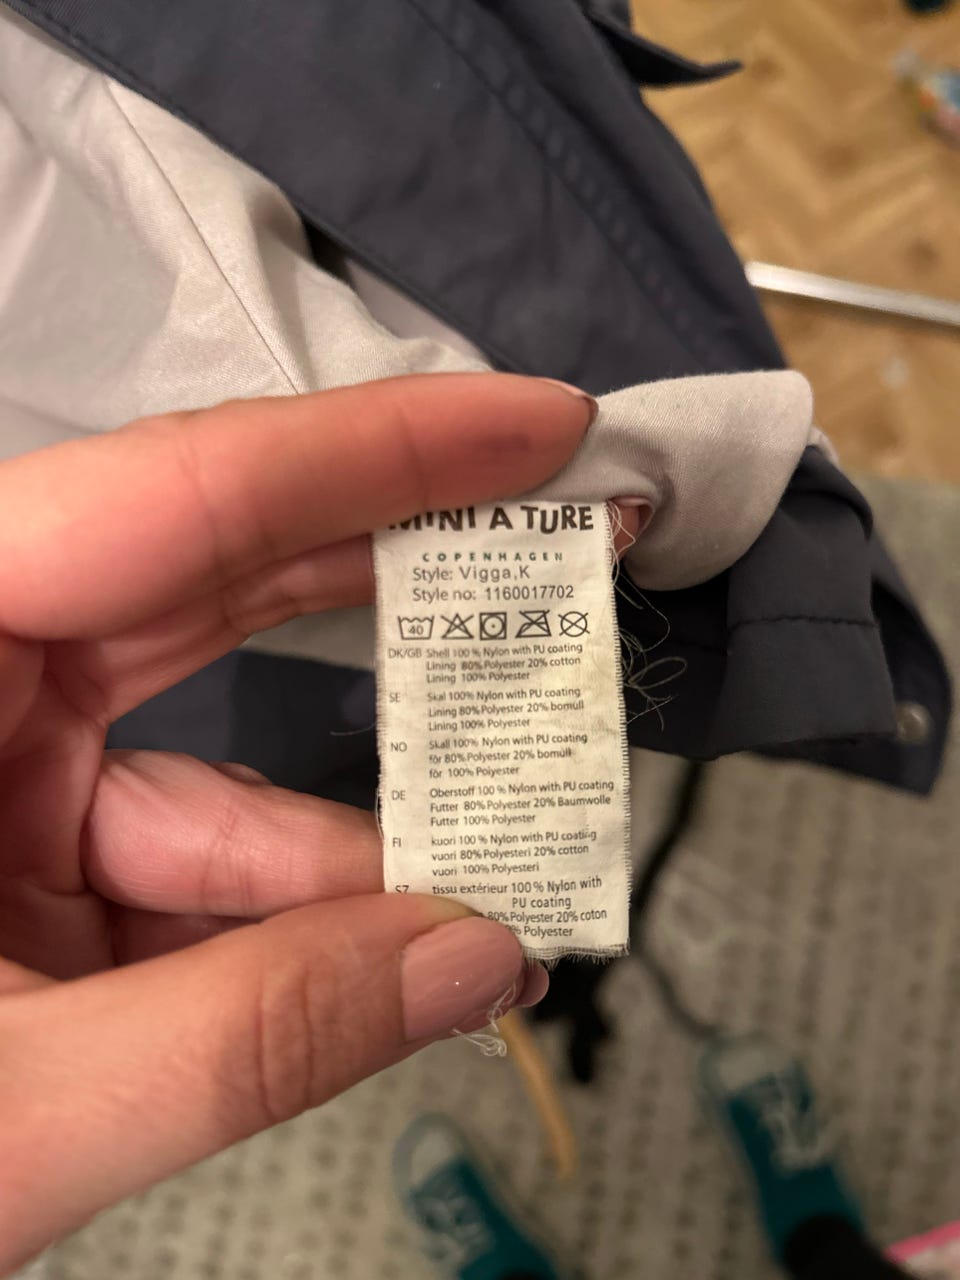 MINI A TURE
COPENHAGEN
Style: Vigga,K
Style no: 1160017702
40
DK/GB Shell 100 % Nylon with PU coating
Lining 80% Polyester 20% cotton
Lining 100% Polyester
SE Skal 100% Nylon with PU coating
Lining 80% Polyester 20% bomull
Lining 100% Polyester
NO Skall 100% Nylon with PU coating
för 80% Polyester 20% bomull
för 100% Polyester
DE Oberstoff 100 % Nylon with PU coating
Futter 80% Polyester 20% Baumwolle
Futter 100% Polyester
FI kuori 100 % Nylon with PU coating
vuori 80% Polyesteri 20% cotton
vuori 100% Polyesteri
SZ tissu extérieur 100 % Nylon with
PU coating
80% Polyester 20% coton
% Polyester